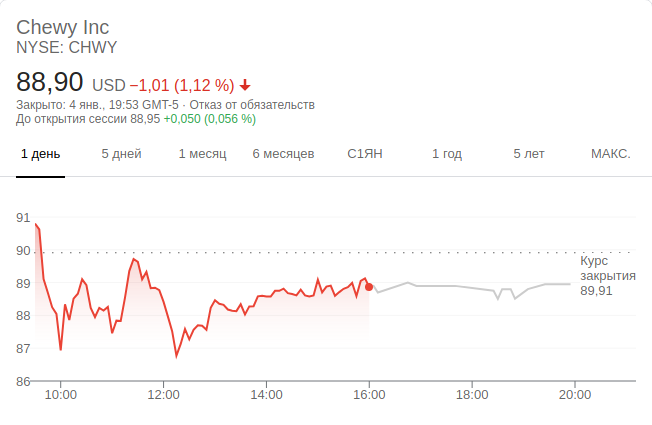 Chewy Inc
NYSE: CHWY
88,90 USD −1,01 (1,12 %)
Закрыто: 4 янв., 19:53 GMT-5 · Отказ от обязательств
До открытия сессии 88,95 +0,050 (0,056 %)
1 день 5 дней 1 месяц 6 месяцев С1ЯН 1 год 5 лет МАКС.
91
90
Курс
закрытия
89,91
89
88
87
86
10:00 12:00 14:00 16:00 18:00 20:00